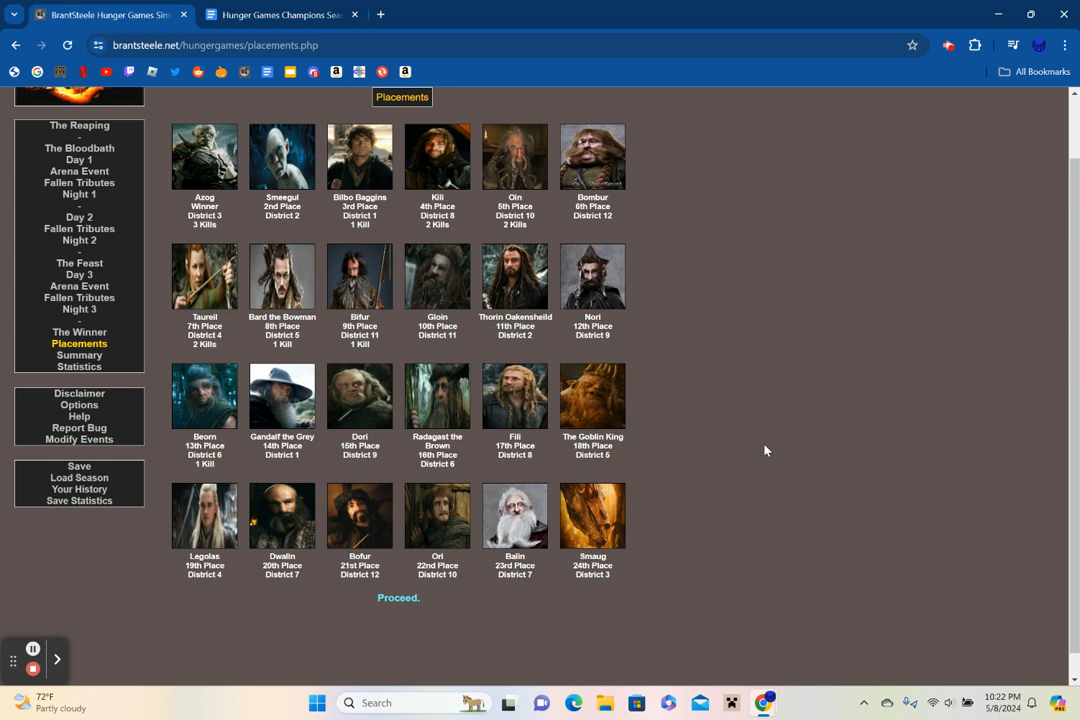 BrantSteele Hunger Games Sim
Hunger Games Champions Sea
brantsteele.net/hungergames/placements.php
All Bookmarks
Placements
The Reaping
-
The Bloodbath
Day 1
Arena Event
Fallen Tributes
Night 1
-
Day 2
Fallen Tributes
Night 2
-
The Feast
Day 3
Arena Event
Fallen Tributes
Night 3
-
The Winner
Placements
Summary
Statistics
Disclaimer
Options
Help
Report Bug
Modify Events
Save
Load Season
Your History
Save Statistics
Azog
Winner
District 3
3 Kills
Smeegul
2nd Place
District 2
Bilbo Baggins
3rd Place
District 1
1 Kill
Kili
4th Place
District 8
2 Kills
Oin
5th Place
District 10
2 Kills
Bombur
6th Place
District 12
Taureil
7th Place
District 4
2 Kills
Bard the Bowman
8th Place
District 5
1 Kill
Bifur
9th Place
District 11
1 Kill
Gloin
10th Place
District 11
Thorin Oakensheild
11th Place
District 2
Nori
12th Place
District 9
Beorn
13th Place
District 6
1 Kill
Gandalf the Grey
14th Place
District 1
Dori
15th Place
District 9
Radagast the
Brown
16th Place
District 6
Fili
17th Place
District 8
The Goblin King
18th Place
District 5
Legolas
19th Place
District 4
Dwalin
20th Place
District 7
Bofur
21st Place
District 12
Ori
22nd Place
District 10
Balin
23rd Place
District 7
Smaug
24th Place
District 3
Proceed.
72°F
Partly cloudy
Search
10:22 PM
5/8/2024